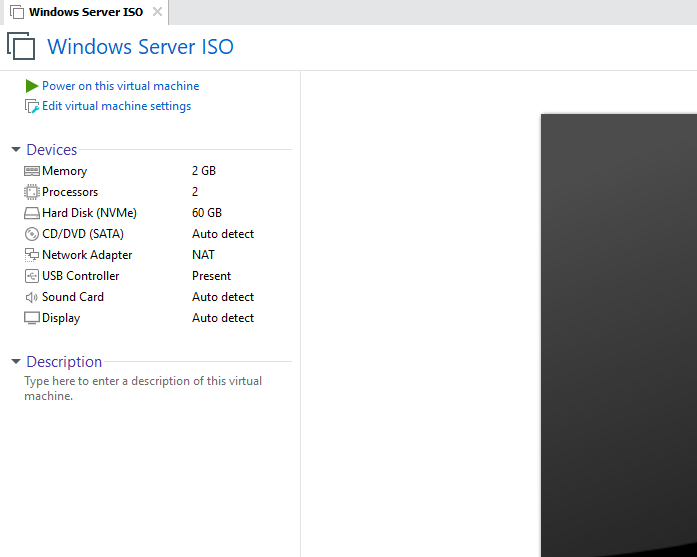 Windows Server ISO
Windows Server ISO
Power on this virtual machine
Edit virtual machine settings
Devices
Memory 2 GB
Processors 2
Hard Disk (NVMe) 60 GB
CD/DVD (SATA) Auto detect
Network Adapter NAT
USB Controller Present
Sound Card Auto detect
Display Auto detect
Description
Type here to enter a description of this virtual
machine.